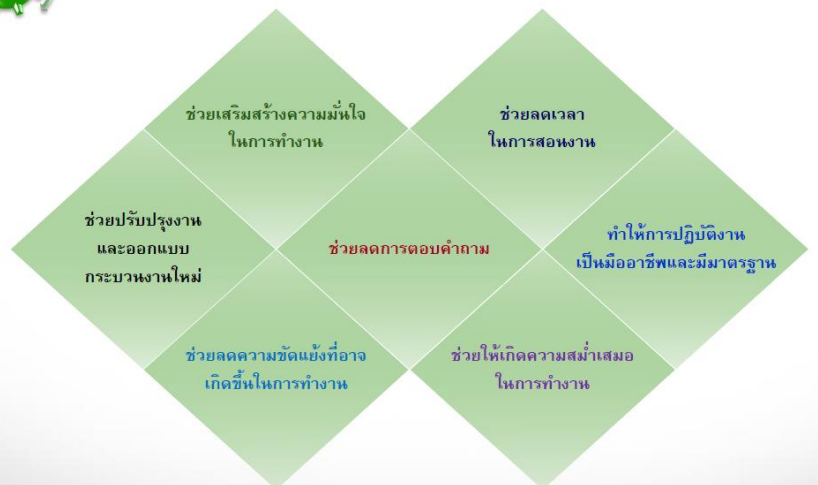 ช่วยเสริมสร้างความมั่นใจ
ในการทำงาน
ช่วยลดเวลา
ในการสอนงาน
ช่วยปรับปรุงงาน
และออกแบบ
กระบวนงานใหม่
ช่วยลดการตอบคำถาม
ทำให้การปฏิบัติงาน
เป็นมืออาชีพและมีมาตรฐาน
ช่วยลดความขัดแย้งที่อาจ
เกิดขึ้นในการทำงาน
ช่วยให้เกิดความสม่ำเสมอ
ในการทำงาน